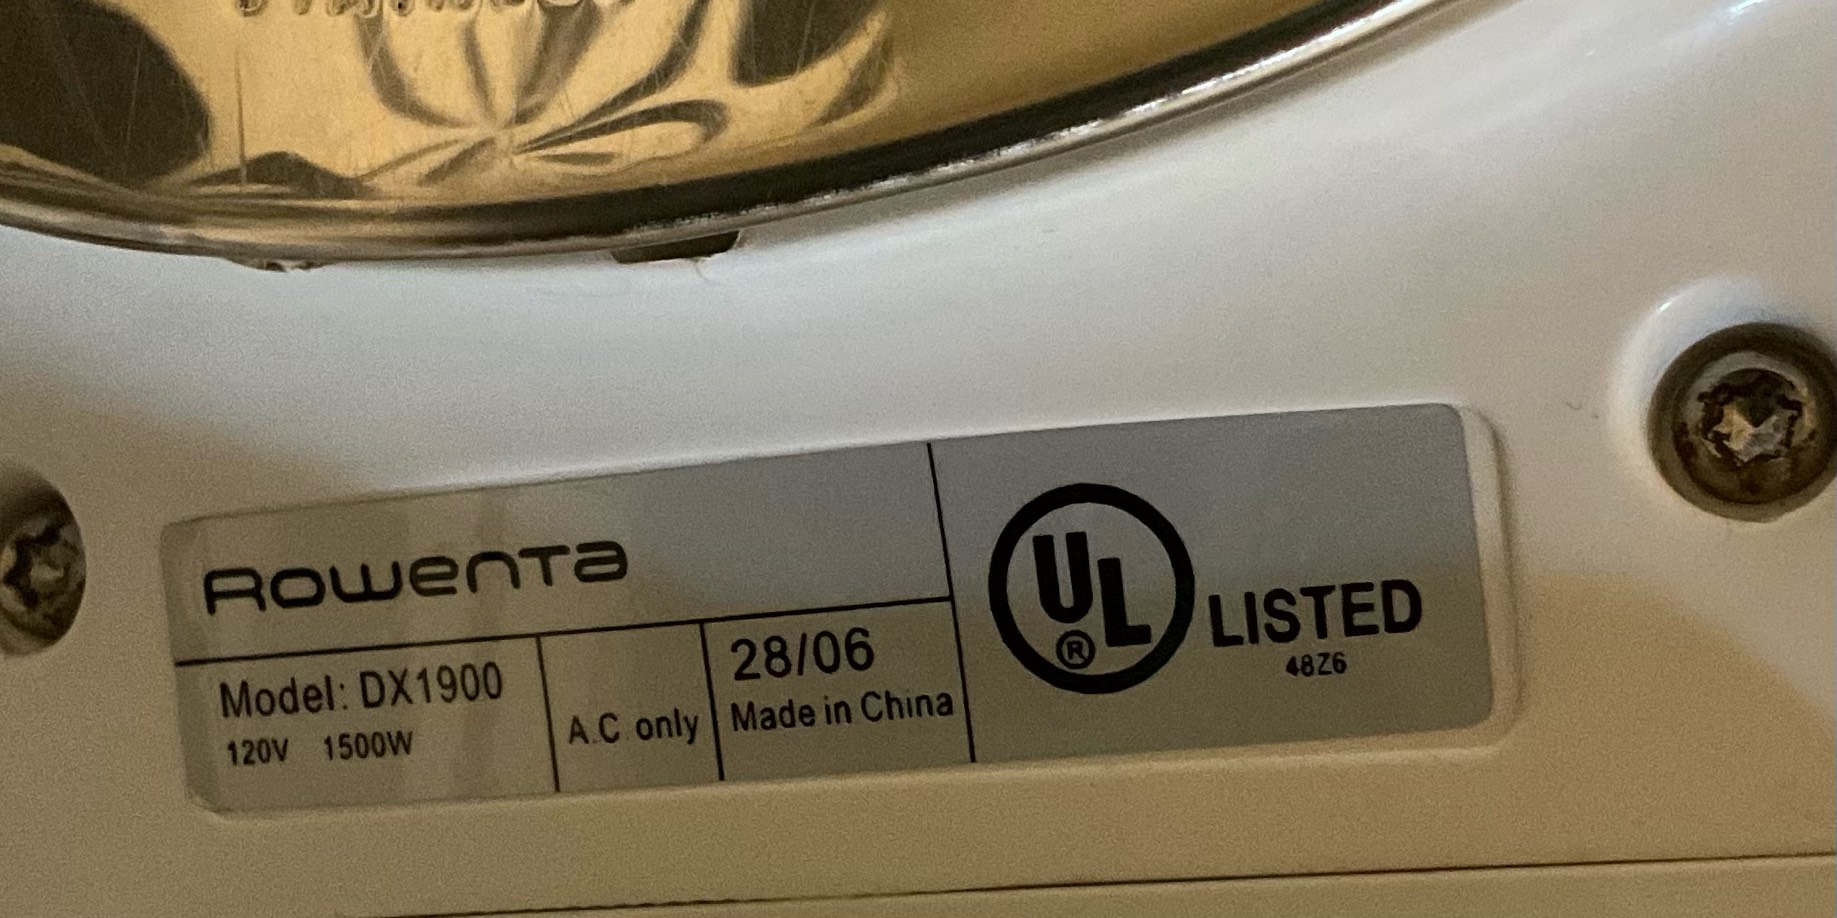 Rowenta
Model: DX1900
120V 1500W
A.C only
28/06
Made in China
UL
®
LISTED
48Z6